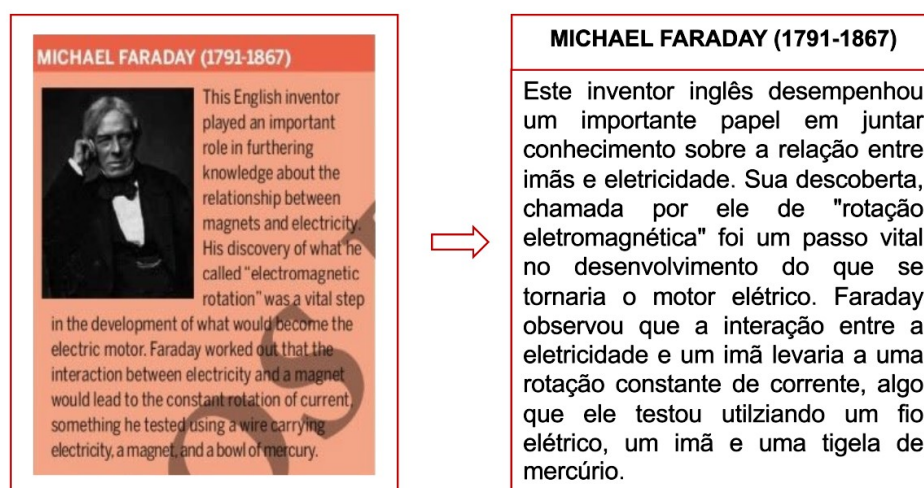 MICHAEL FARADAY (1791-1867)
This English inventor
played an important
role in furthering
knowledge about the
relationship between
magnets and electricity.
His discovery of what he
called "electromagnetic
rotation" was a vital step
in the development of what would become the
electric motor. Faraday worked out that the
interaction between electricity and a magnet
would lead to the constant rotation of current,
something he tested using a wire carrying
electricity, a magnet, and a bowl of mercury.
MICHAEL FARADAY (1791-1867)
Este inventor inglês desempenhou
um importante papel em juntar
conhecimento sobre a relação entre
imãs e eletricidade. Sua descoberta,
chamada por ele de "rotação
eletromagnética" foi um passo vital
no desenvolvimento do que se
tornaria o motor elétrico. Faraday
observou que a interação entre a
eletricidade e um imã levaria a uma
rotação constante de corrente, algo
que ele testou utilziando um fio
elétrico, um imã e uma tigela de
mercúrio.